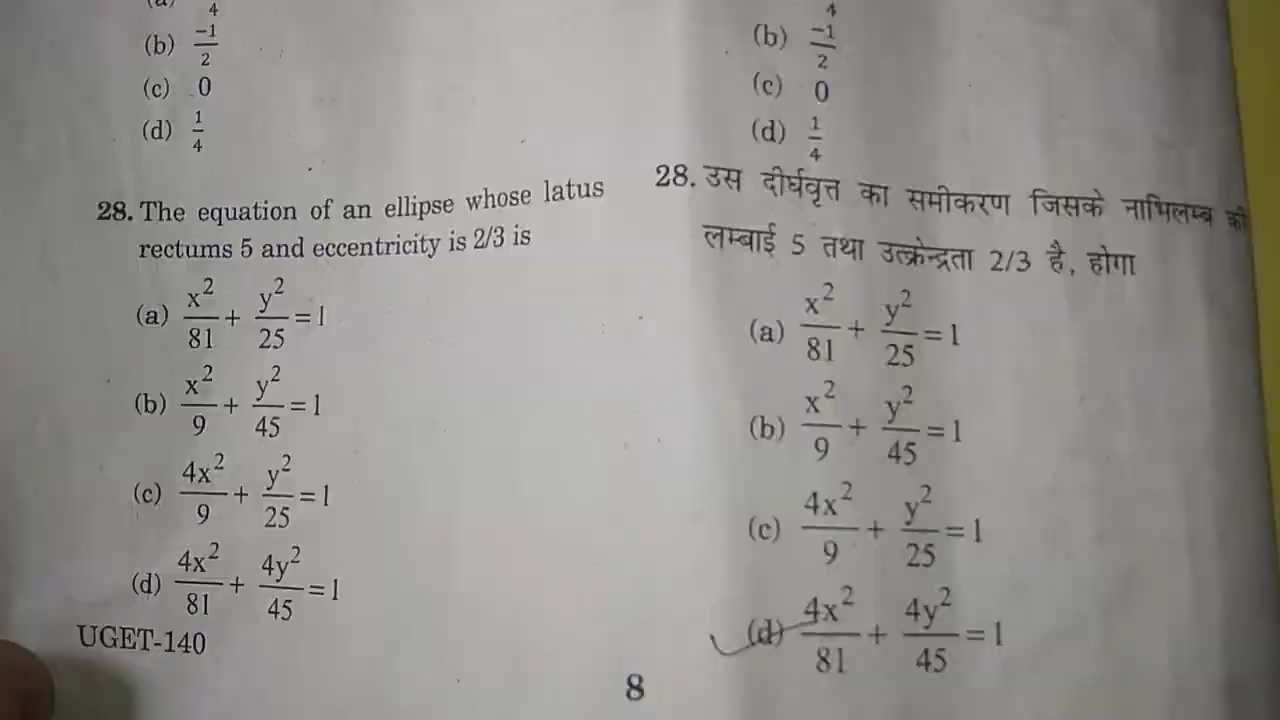 4
(b) -1/2
(c) 0
(d) 1/4
28. The equation of an ellipse whose latus
rectums 5 and eccentricity is 2/3 is
(a) x²/81 + y²/25 = 1
(b) x²/9 + y²/45 = 1
(c) 4x²/9 + y²/25 = 1
(d) 4x²/81 + 4y²/45 = 1
UGET-140
4
(b) -1/2
(c) 0
(d) 1/4
28. उस दीर्घवृत्त का समीकरण जिसके नाभिलम्ब की
लम्बाई 5 तथा उत्क्रेन्द्रता 2/3 है, होगा
(a) x²/81 + y²/25 = 1
(b) x²/9 + y²/45 = 1
(c) 4x²/9 + y²/25 = 1
(d) 4x²/81 + 4y²/45 = 1
8